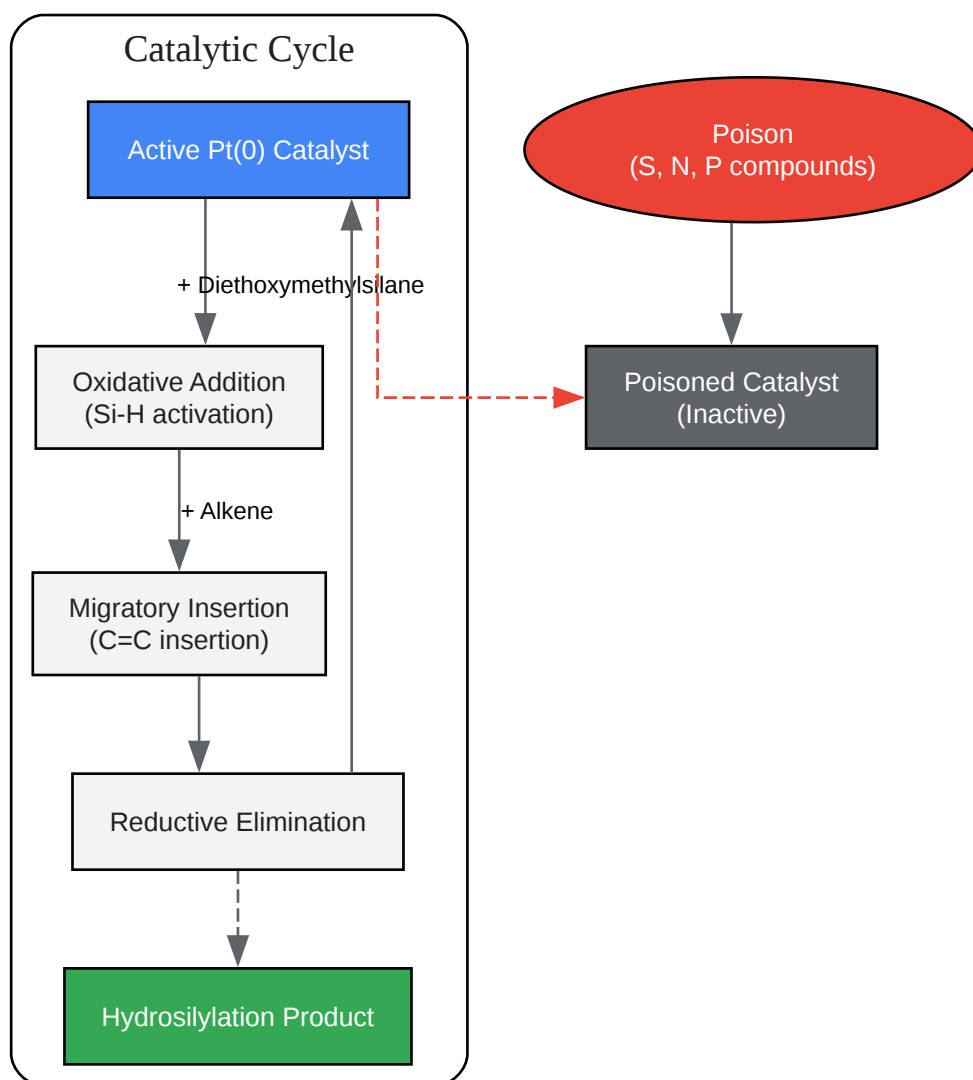 Catalytic Cycle
Active Pt(0) Catalyst
Poison
(S, N, P compounds)
+ Diethoxymethylsilane
Oxidative Addition
(Si-H activation)
Poisoned Catalyst
(Inactive)
+ Alkene
Migratory Insertion
(C=C insertion)
Reductive Elimination
Hydrosilylation Product